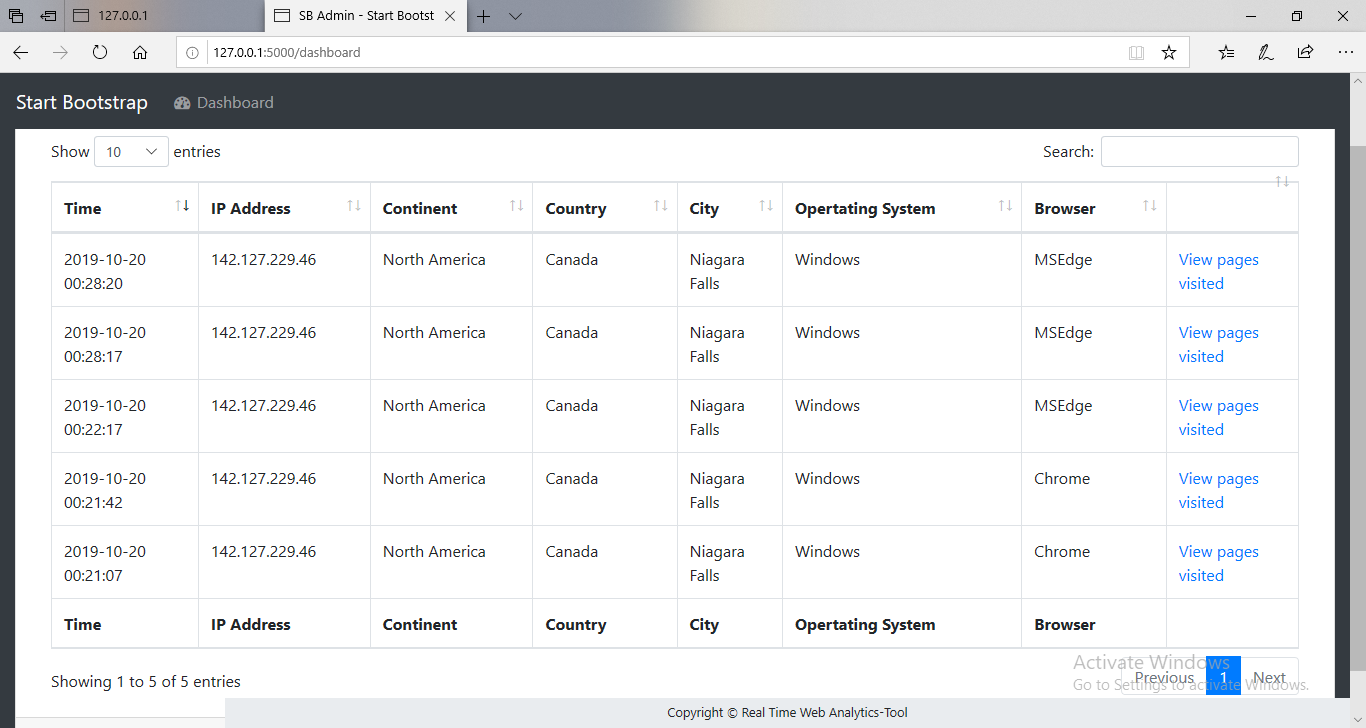 127.0.0.1
SB Admin - Start Bootst
127.0.0.1:5000/dashboard
Start Bootstrap Dashboard
Show 10 entries Search:
Time IP Address Continent Country City Opertating System Browser
2019-10-20 142.127.229.46 North America Canada Niagara Windows MSEdge View pages
00:28:20 Falls visited
2019-10-20 142.127.229.46 North America Canada Niagara Windows MSEdge View pages
00:28:17 Falls visited
2019-10-20 142.127.229.46 North America Canada Niagara Windows MSEdge View pages
00:22:17 Falls visited
2019-10-20 142.127.229.46 North America Canada Niagara Windows Chrome View pages
00:21:42 Falls visited
2019-10-20 142.127.229.46 North America Canada Niagara Windows Chrome View pages
00:21:07 Falls visited
Time IP Address Continent Country City Opertating System Browser
Showing 1 to 5 of 5 entries Previous 1 Next
Activate Windows
Go to Settings to activate Windows.
Copyright © Real Time Web Analytics-Tool